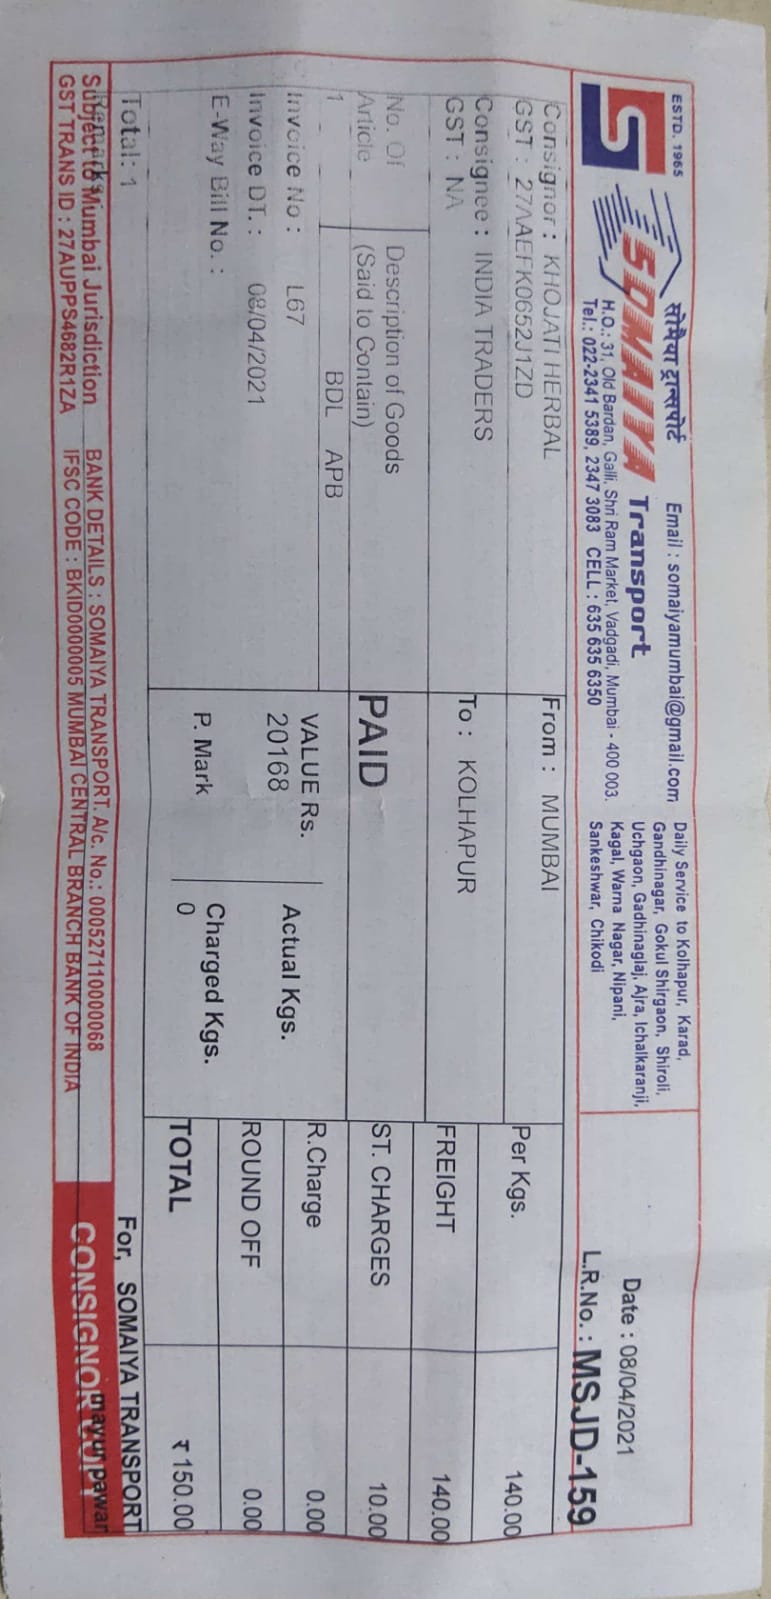 ESTD. 1965
सोमैया ट्रान्सपोर्ट
Email : somaiyamumbai@gmail.com
SOMAIYA Transport
H.O.: 31, Old Bardan, Galli, Shri Ram Market, Vadgadi, Mumbai - 400 003.
Tel.: 022-2341 5389, 2347 3083 CELL : 635 635 6350
Daily Service to Kolhapur, Karad,
Gandhinagar, Gokul Shirgaon, Shiroli,
Uchgaon, Gadhinaglaj, Ajra, Ichalkaranji,
Kagal, Warna Nagar, Nipani,
Sankeshwar, Chikodi
Date : 08/04/2021
L.R.No. : MSJD-159
Consignor : KHOJATI HERBAL
GST : 27AAEFK0652J1ZD
From : MUMBAI
Per Kgs. 140.00
Consignee : INDIA TRADERS
GST : NA
To : KOLHAPUR
FREIGHT 140.00
No. Of Article
Description of Goods
(Said to Contain)
PAID
ST. CHARGES 10.00
1 BDL APB
Invoice No : L67
VALUE Rs.
20168
Actual Kgs.
R.Charge 0.00
Invoice DT. : 08/04/2021
ROUND OFF 0.00
E-Way Bill No. :
P. Mark
Charged Kgs.
0
TOTAL ₹150.00
Total: 1
Remarks
For, SOMAIYA TRANSPORT
Subject to Mumbai Jurisdiction
GST TRANS ID : 27AUPPS4682R1ZA
BANK DETAILS : SOMAIYA TRANSPORT. A/c. No.: 000527110000068
IFSC CODE : BKID0000005 MUMBAI CENTRAL BRANCH BANK OF INDIA
CONSIGNOR COPY
mayur pawar